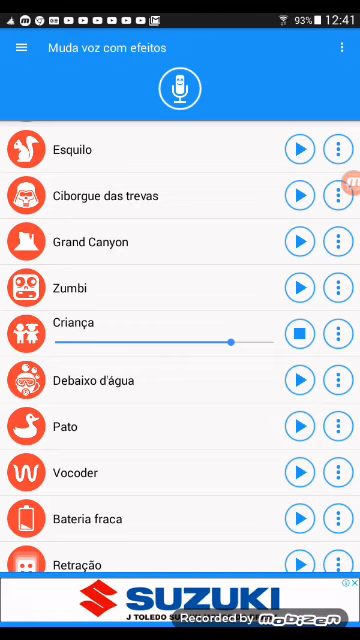 93% 12:41
Muda voz com efeitos
Esquilo
Ciborgue das trevas
Grand Canyon
Zumbi
Criança
Debaixo d'água
Pato
Vocoder
Bateria fraca
Retração
SUZUKI
J TOLEDO
Recorded by mobizen